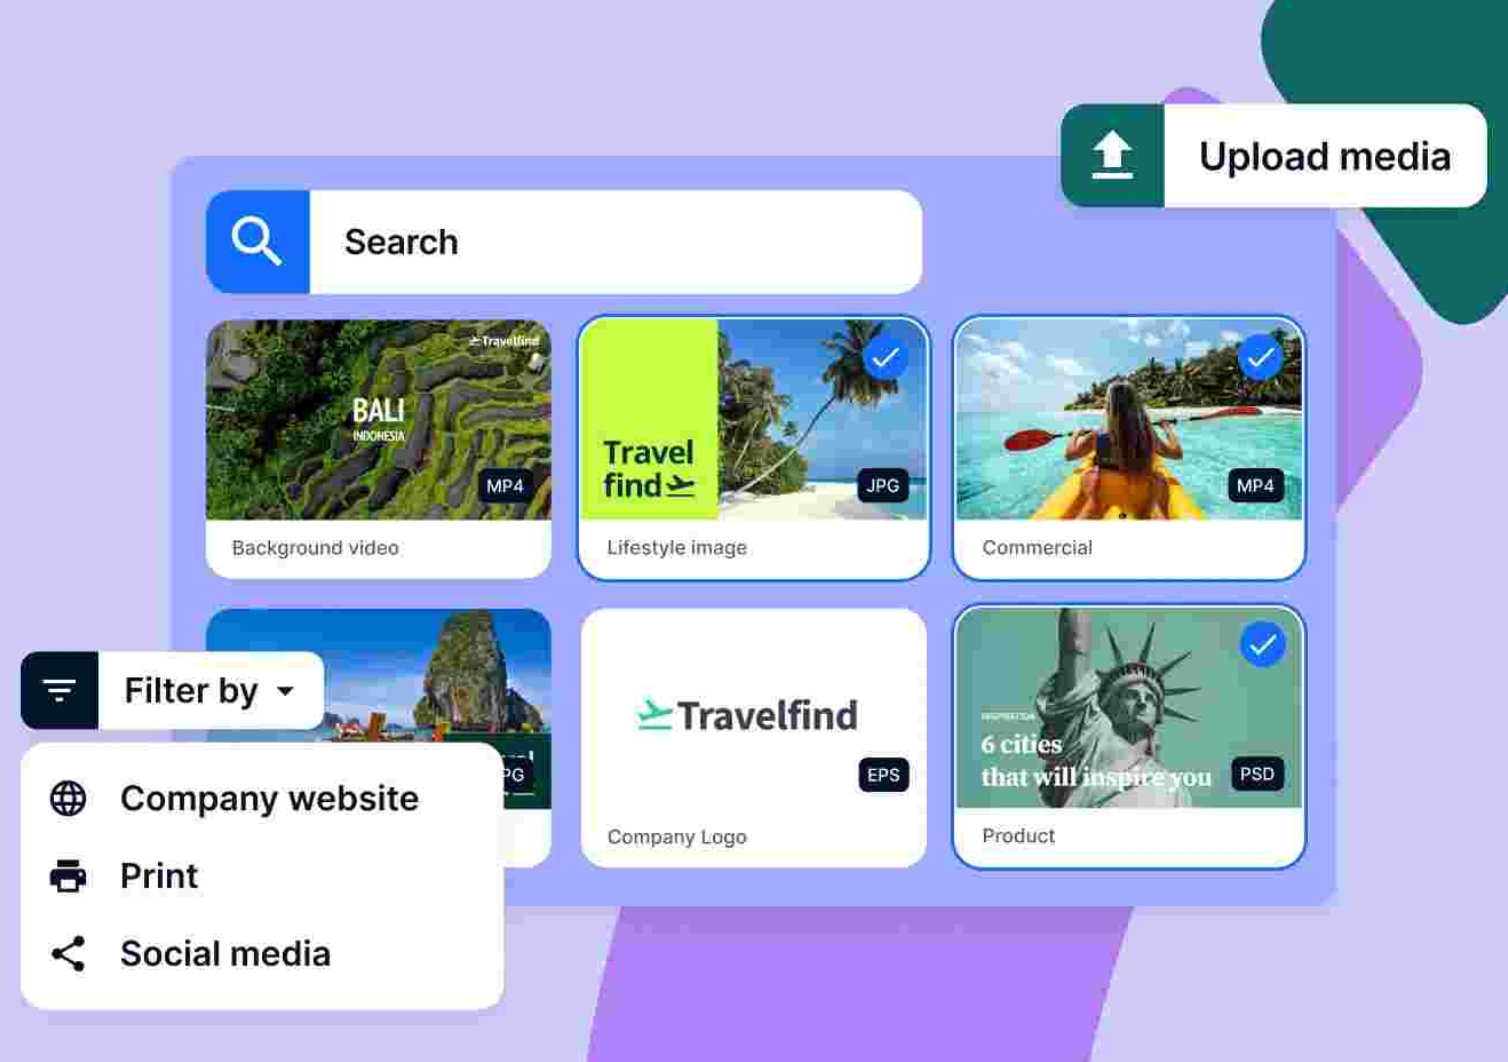 Upload media
Search
Travelfind
BALI
INDONESIA
MP4
Background video
Travel
find
JPG
Lifestyle image
MP4
Commercial
Filter by
Company website
Print
Social media
Travelfind
EPS
Company Logo
INSPIRATION
6 cities
that will inspire you
PSD
Product